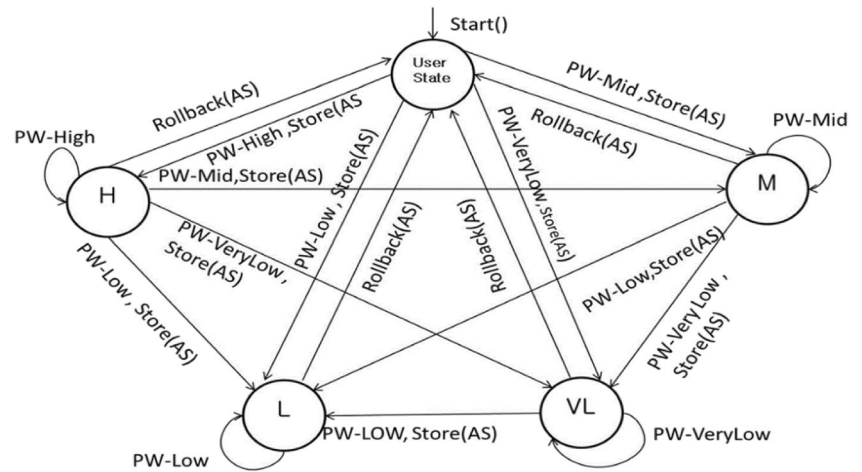 Start()
User
State
PW-Mid ,Store(AS)
Rollback(AS)
PW-High ,Store(AS
Rollback(AS)
PW-High
PW-Mid
H
PW-Mid,Store(AS)
M
PW-Low , Store(AS)
Rollback(AS)
Rollback(AS)
PW-VeryLow,Store(AS)
PW-VeryLow ,
Store(AS)
PW-Low , Store(AS)
PW-Low,Store(AS)
PW-Very Low ,
Store(AS)
L
VL
PW-LOW, Store(AS)
PW-Low
PW-VeryLow